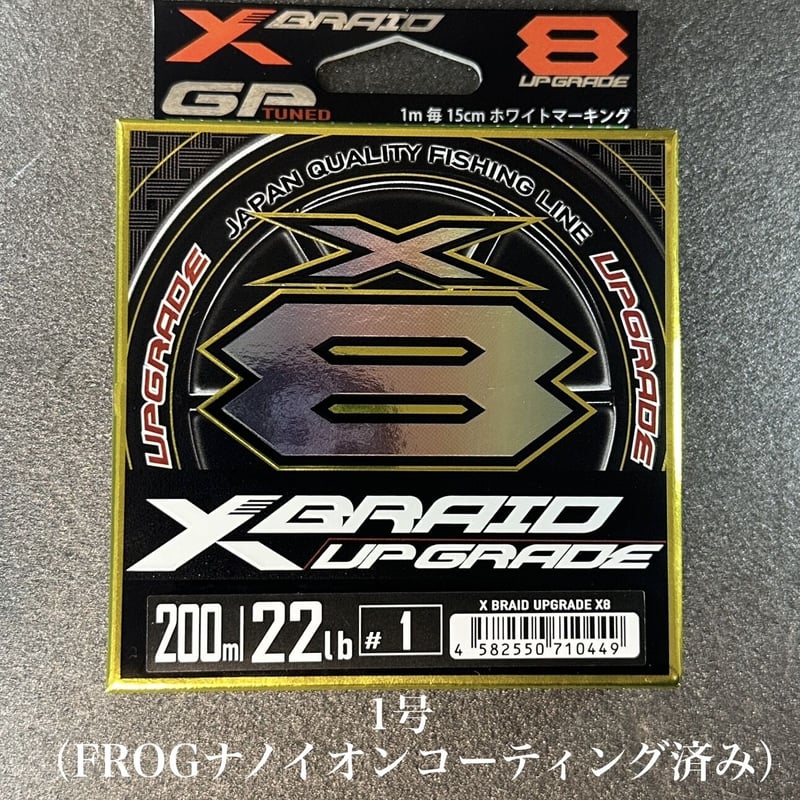 X BRAID
8
UPGRADE
GP
TUNED
1m 毎 15cm ホワイトマーキング
JAPAN QUALITY FISHING LINE
UPGRADE
X
8
UPGRADE
X BRAID
UPGRADE
200m 22lb # 1
X BRAID UPGRADE X8
4 582550 710449
1号
（FROGナノイオンコーティング済み）